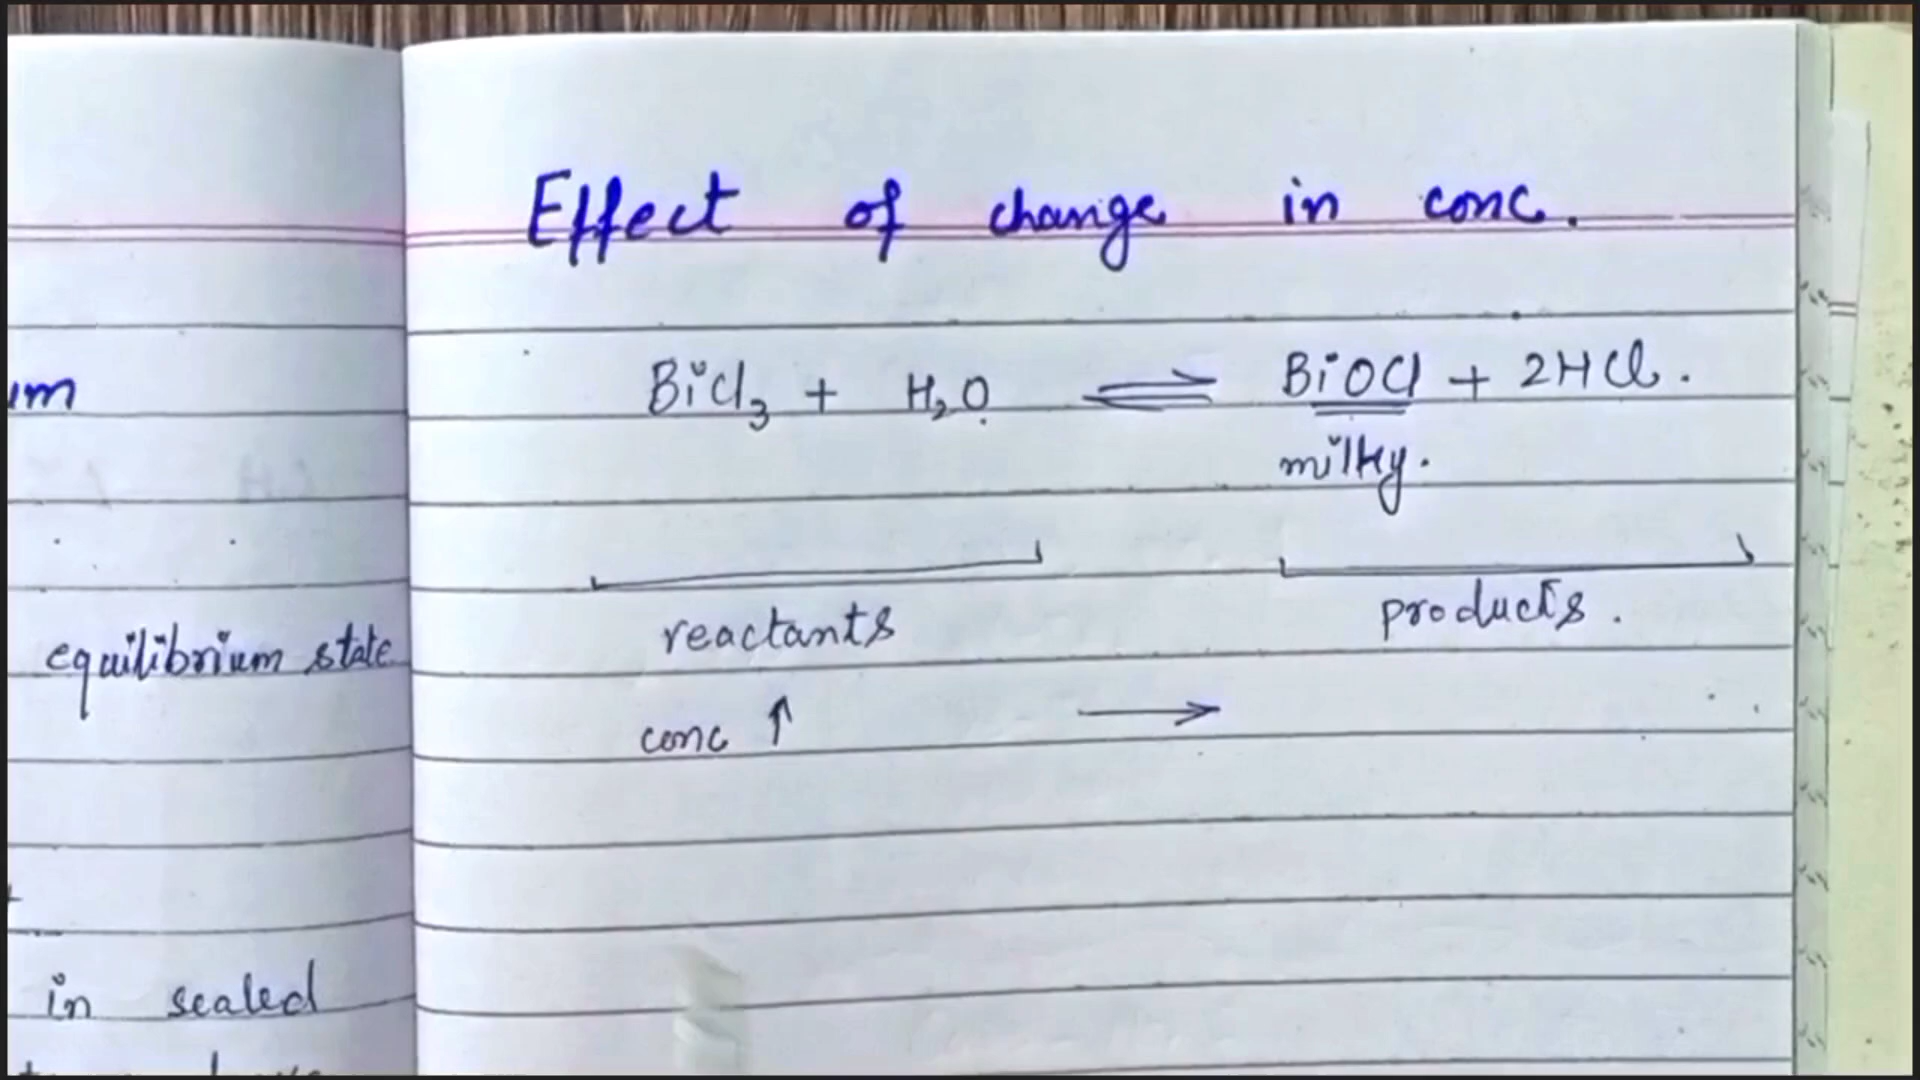 um
equilibrium state
in sealed
Effect of change in conc.
BiCl₃ + H₂O ⇌ BiOCl + 2HCl.
milky.
reactants products.
conc ↑ →